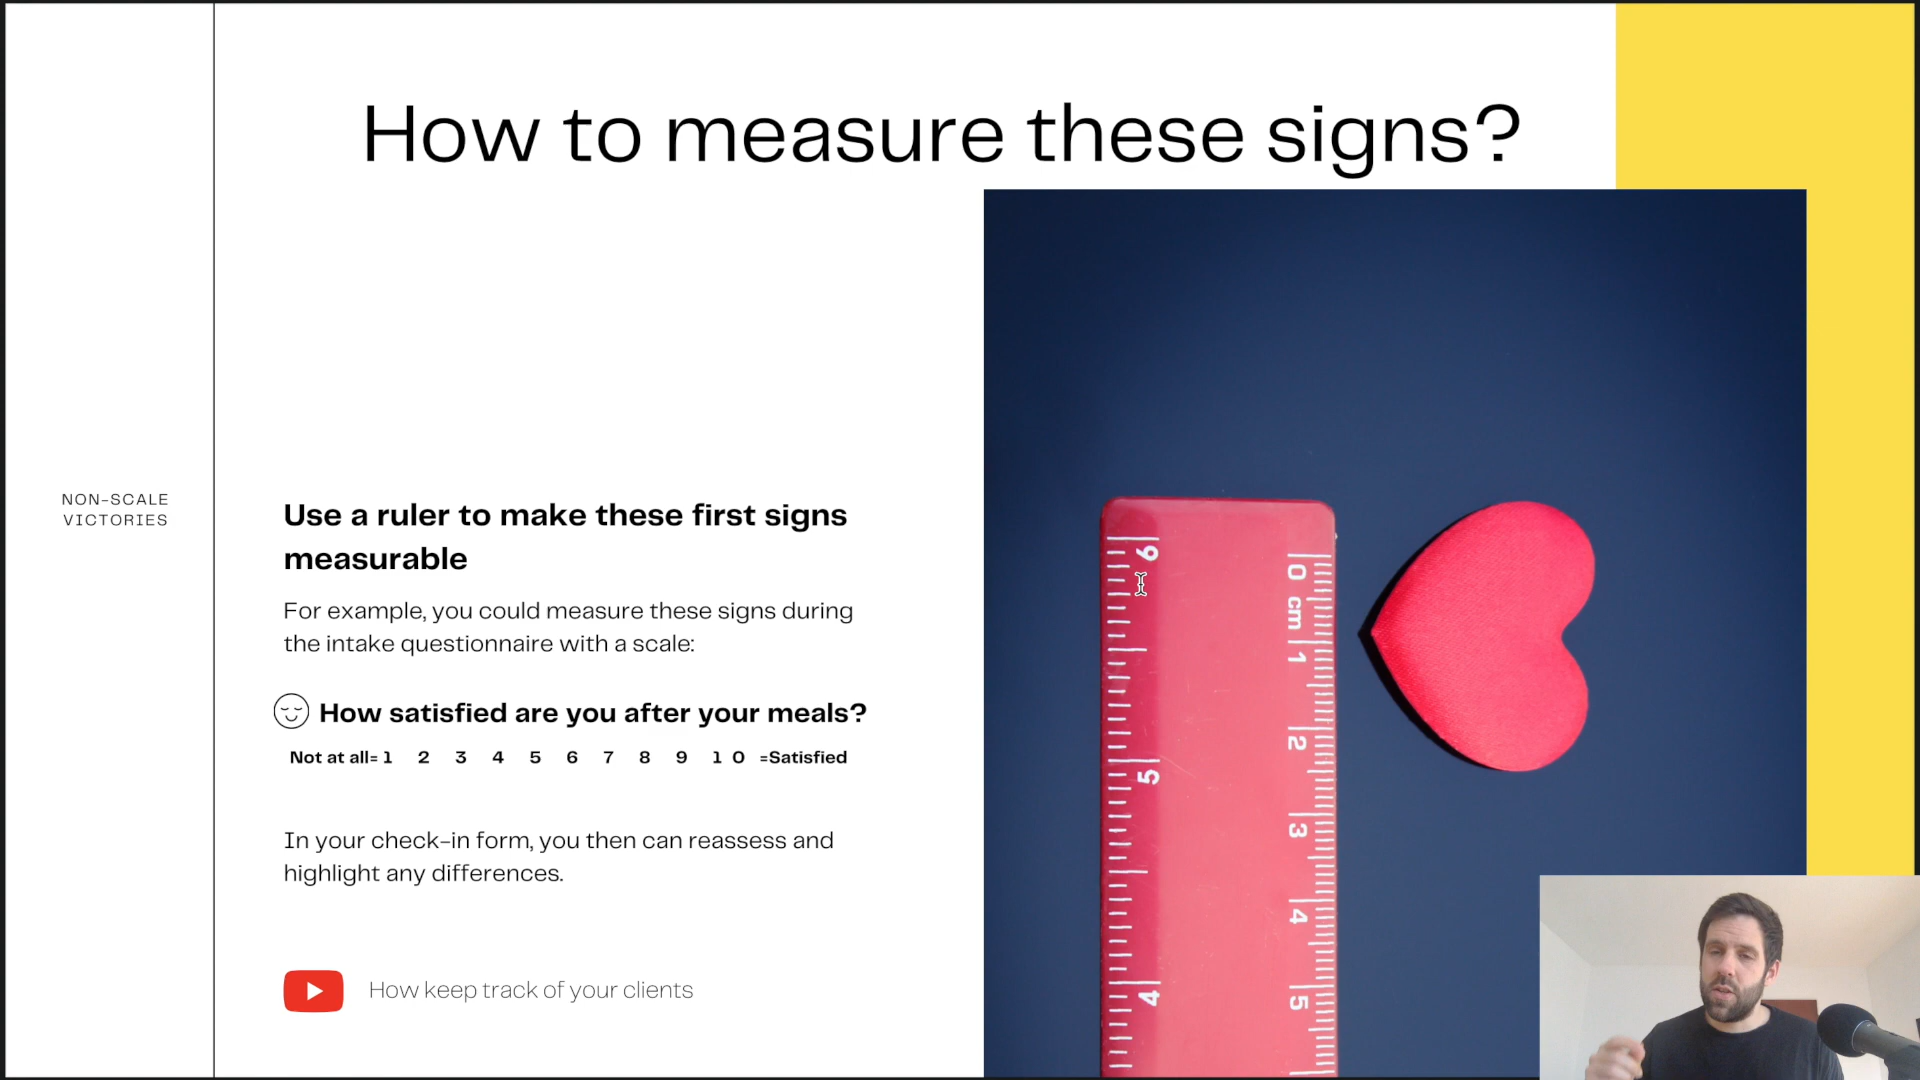 How to measure these signs?
NON-SCALE
VICTORIES
Use a ruler to make these first signs
measurable
For example, you could measure these signs during
the intake questionnaire with a scale:
How satisfied are you after your meals?
Not at all= 1 2 3 4 5 6 7 8 9 1 0 =Satisfied
In your check-in form, you then can reassess and
highlight any differences.
How keep track of your clients
6
5
4
0 cm 1
2
3
4
5